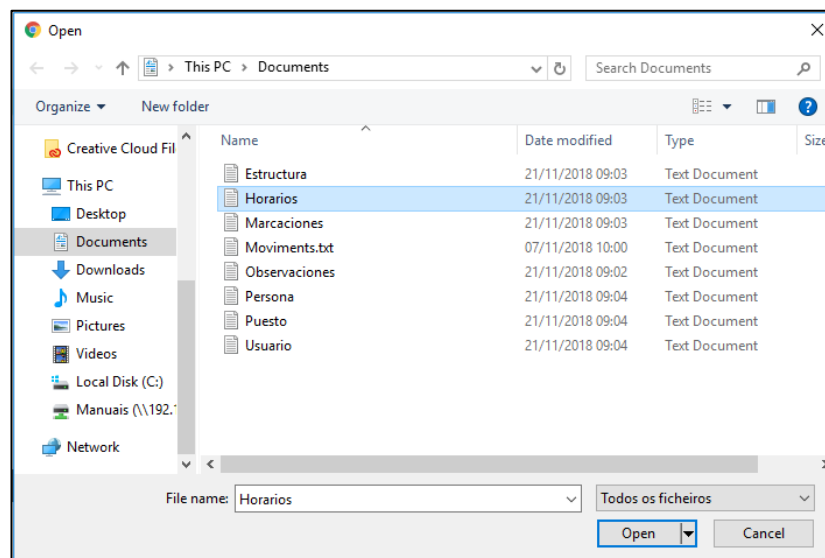 Open
This PC > Documents
Search Documents
Organize
New folder
Name Date modified Type Size
Creative Cloud Fil
This PC
Desktop
Documents
Downloads
Music
Pictures
Videos
Local Disk (C:)
Manuais (\\192.
Network
Estructura 21/11/2018 09:03 Text Document
Horarios 21/11/2018 09:03 Text Document
Marcaciones 21/11/2018 09:03 Text Document
Moviments.txt 07/11/2018 10:00 Text Document
Observaciones 21/11/2018 09:02 Text Document
Persona 21/11/2018 09:04 Text Document
Puesto 21/11/2018 09:04 Text Document
Usuario 21/11/2018 09:04 Text Document
File name: Horarios
Todos os ficheiros
Open
Cancel